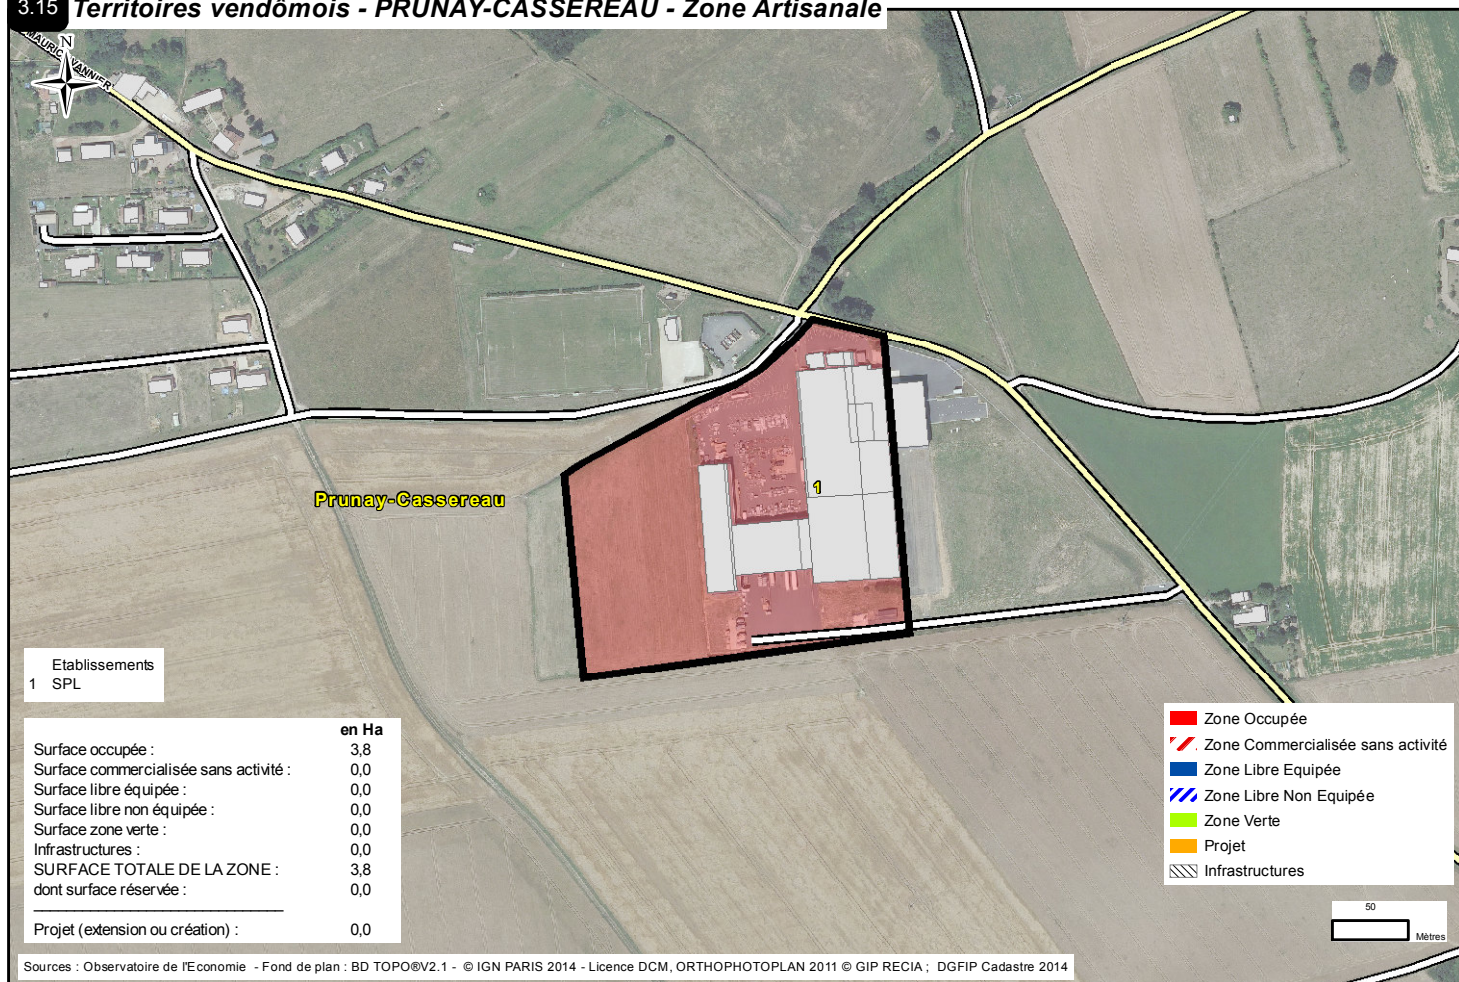 3.15 Territoires vendômois - PRUNAY-CASSEREAU - Zone Artisanale
N
MAURICE VANNIER
Prunay-Cassereau
1
Etablissements
1 SPL
en Ha
Surface occupée : 3,8
Surface commercialisée sans activité : 0,0
Surface libre équipée : 0,0
Surface libre non équipée : 0,0
Surface zone verte : 0,0
Infrastructures : 0,0
SURFACE TOTALE DE LA ZONE : 3,8
dont surface réservée : 0,0
Projet (extension ou création) : 0,0
Zone Occupée
Zone Commercialisée sans activité
Zone Libre Equipée
Zone Libre Non Equipée
Zone Verte
Projet
Infrastructures
50
Mètres
Sources : Observatoire de l'Economie - Fond de plan : BD TOPO®V2.1 - © IGN PARIS 2014 - Licence DCM, ORTHOPHOTOPLAN 2011 © GIP RECIA ; DGFIP Cadastre 2014